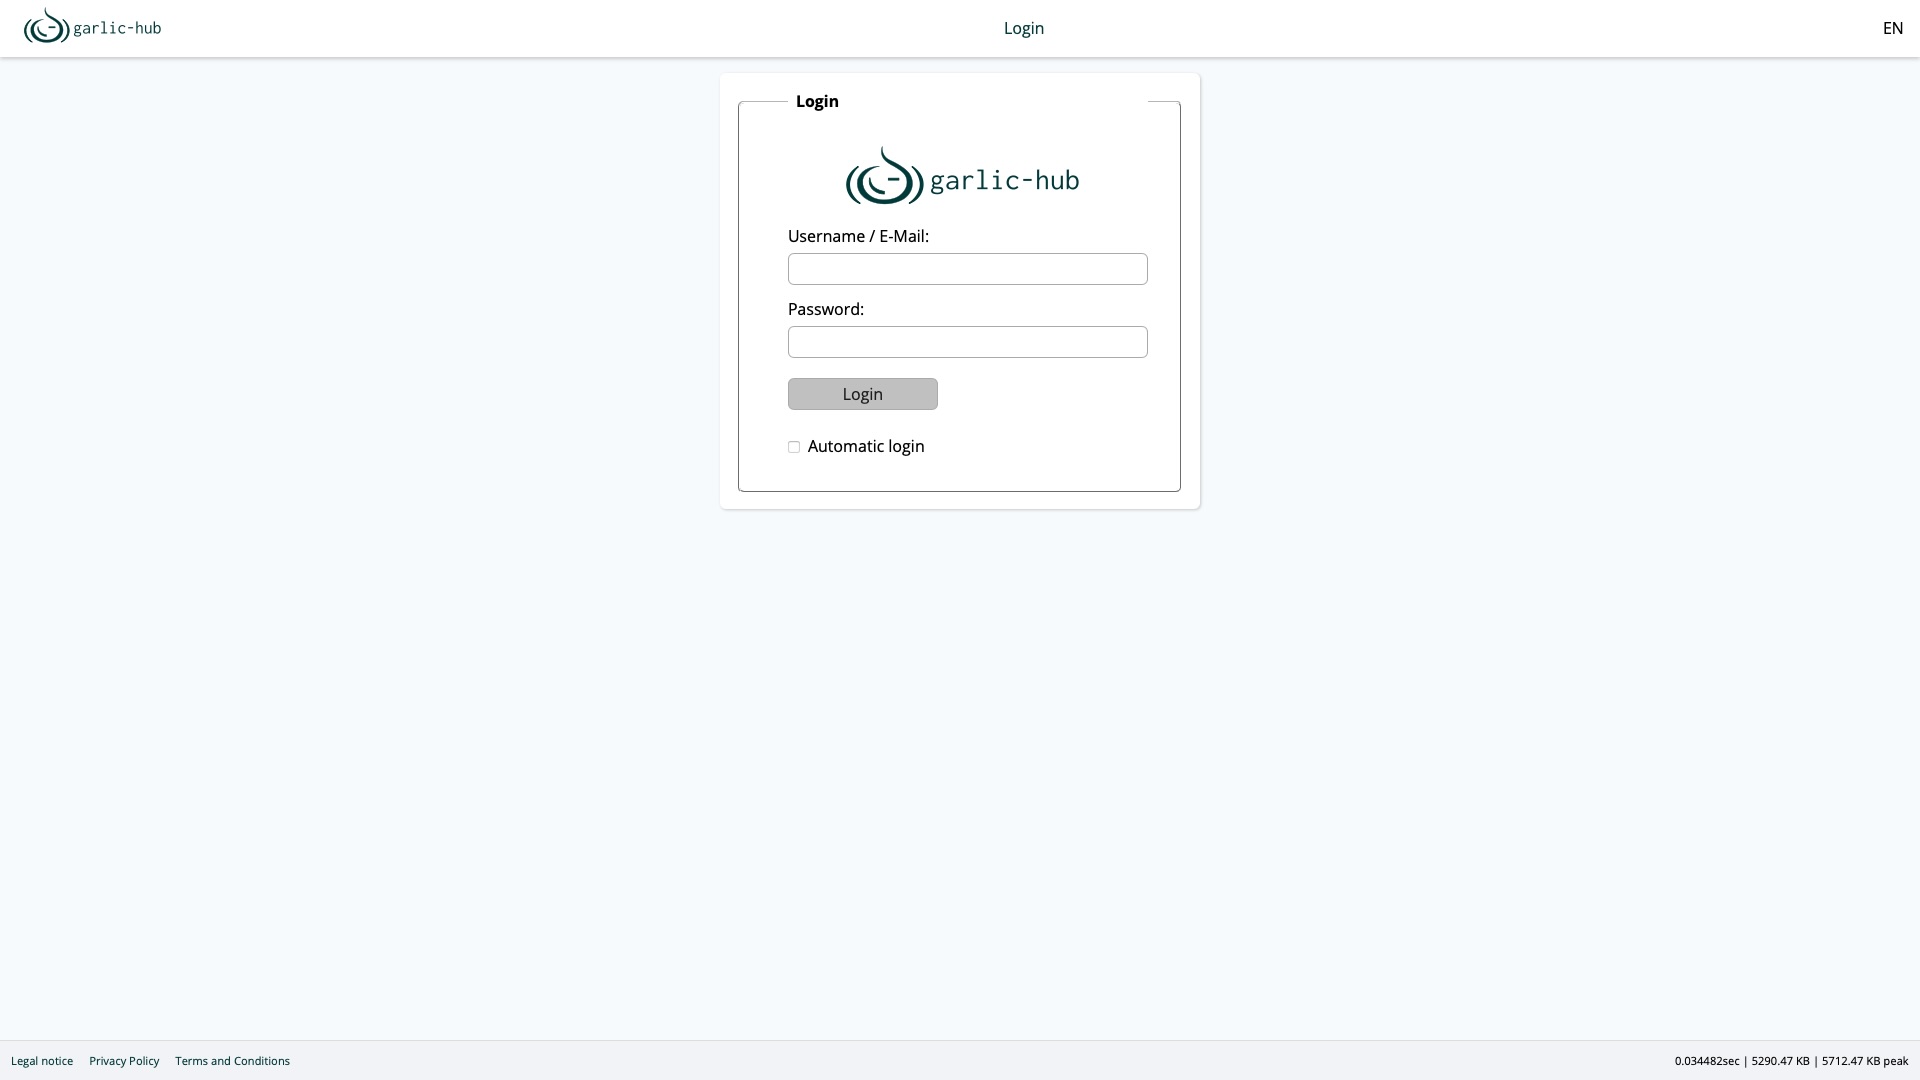 garlic-hub
Login
EN
Login
garlic-hub
Username / E-Mail:
Password:
Login
Automatic login
Legal notice
Privacy Policy
Terms and Conditions
0.034482sec | 5290.47 KB | 5712.47 KB peak